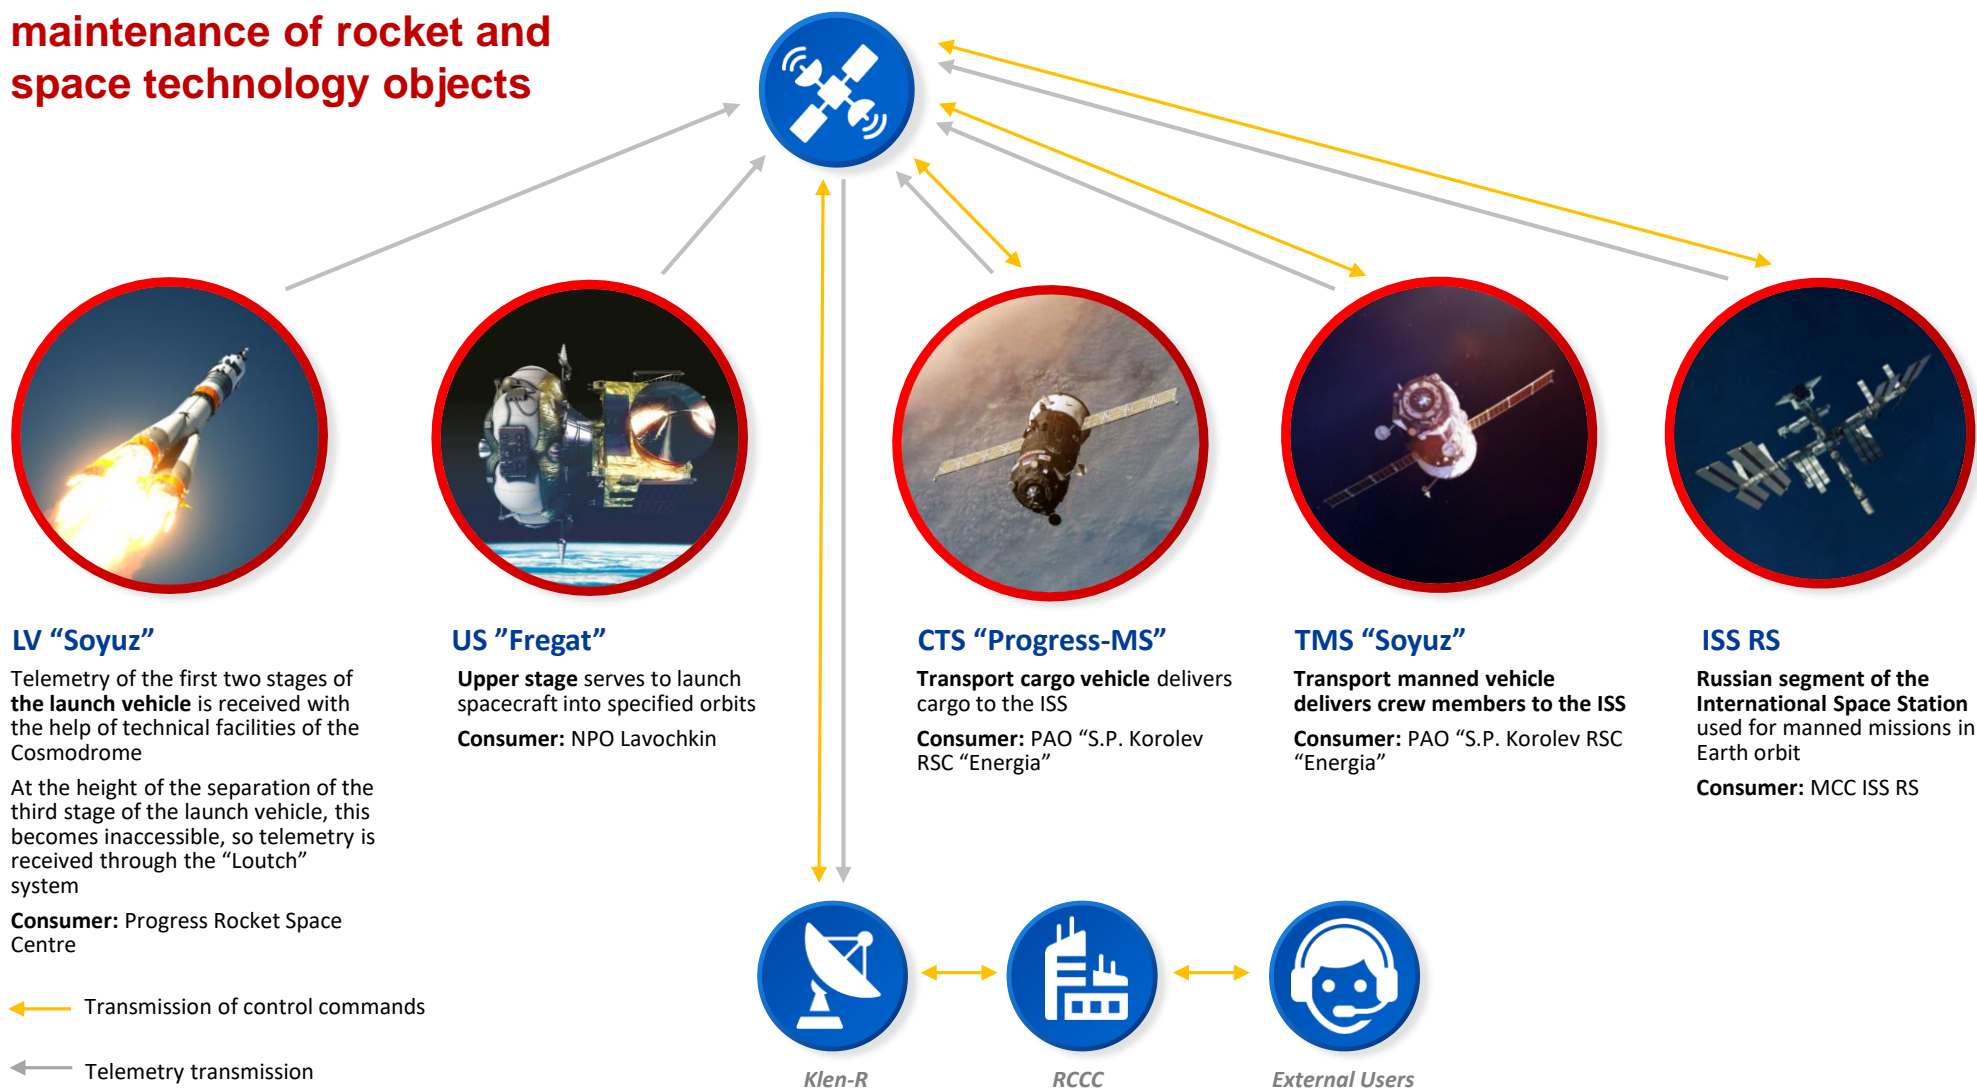 maintenance of rocket and
space technology objects
LV “Soyuz”
Telemetry of the first two stages of
the launch vehicle is received with
the help of technical facilities of the
Cosmodrome
At the height of the separation of the
third stage of the launch vehicle, this
becomes inaccessible, so telemetry is
received through the “Loutch”
system
Consumer: Progress Rocket Space
Centre
US ”Fregat”
Upper stage serves to launch
spacecraft into specified orbits
Consumer: NPO Lavochkin
CTS “Progress-MS”
Transport cargo vehicle delivers
cargo to the ISS
Consumer: PAO “S.P. Korolev
RSC “Energia”
TMS “Soyuz”
Transport manned vehicle
delivers crew members to the ISS
Consumer: PAO “S.P. Korolev RSC
“Energia”
ISS RS
Russian segment of the
International Space Station
used for manned missions in
Earth orbit
Consumer: MCC ISS RS
Transmission of control commands
Telemetry transmission
Klen-R
RCCC
External Users